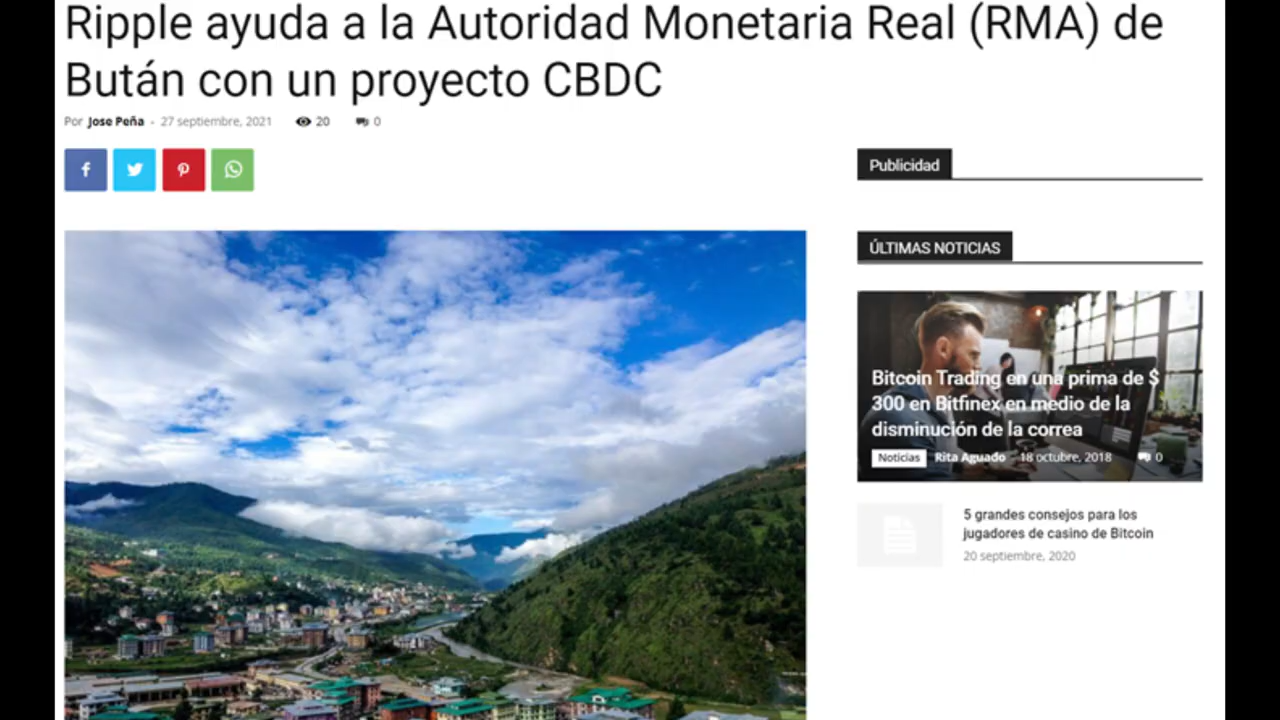 Ripple ayuda a la Autoridad Monetaria Real (RMA) de
Bután con un proyecto CBDC
Por Jose Peña - 27 septiembre, 2021 20 0
Publicidad
ÚLTIMAS NOTICIAS
Bitcoin Trading en una prima de $
300 en Bitfinex en medio de la
disminución de la correa
Noticias Rita Aguado - 18 octubre, 2018 0
5 grandes consejos para los
jugadores de casino de Bitcoin
20 septiembre, 2020